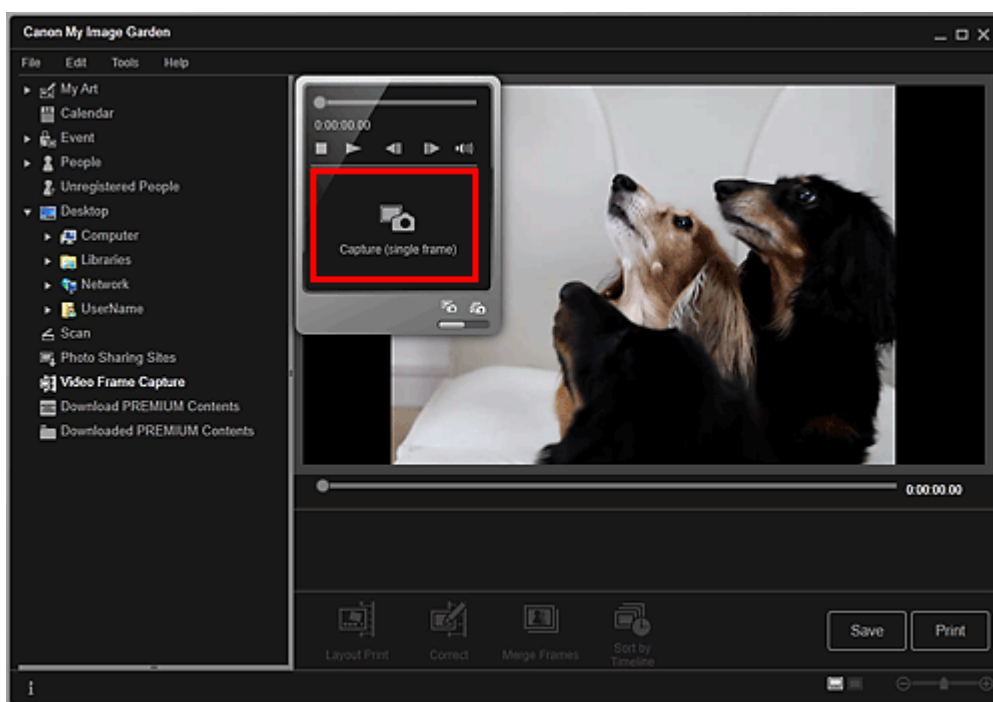 Canon My Image Garden
File Edit Tools Help
My Art
Calendar
Event
People
Unregistered People
Desktop
Computer
Libraries
Network
UserName
Scan
Photo Sharing Sites
Video Frame Capture
Download PREMIUM Contents
Downloaded PREMIUM Contents
0:00:00.00
Capture (single frame)
0:00:00.00
Layout Print
Correct
Merge Frames
Sort by
Timeline
Save
Print